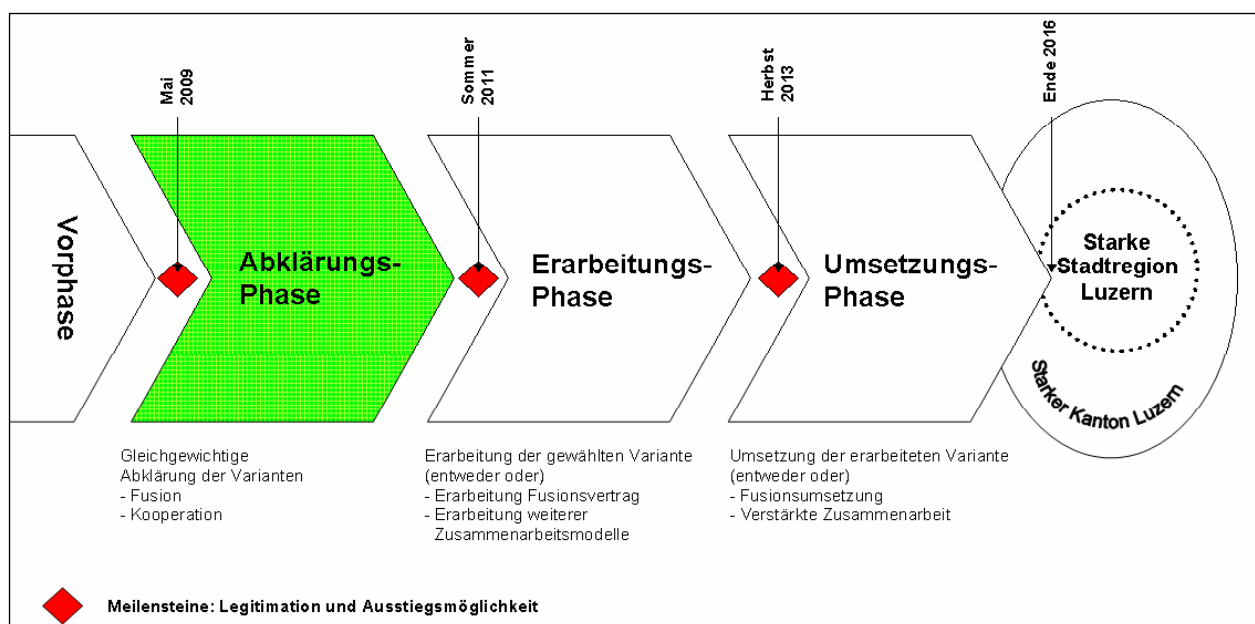 Mai
2009
Sommer
2011
Herbst
2013
Ende 2016
Vorphase
Abklärungs-
Phase
Erarbeitungs-
Phase
Umsetzungs-
Phase
Starke
Stadtregion
Luzern
Starker Kanton Luzern
Gleichgewichtige
Abklärung der Varianten
- Fusion
- Kooperation
Erarbeitung der gewählten Variante
(entweder oder)
- Erarbeitung Fusionsvertrag
- Erarbeitung weiterer
Zusammenarbeitsmodelle
Umsetzung der erarbeiteten Variante
(entweder oder)
- Fusionsumsetzung
- Verstärkte Zusammenarbeit
Meilensteine: Legitimation und Ausstiegsmöglichkeit